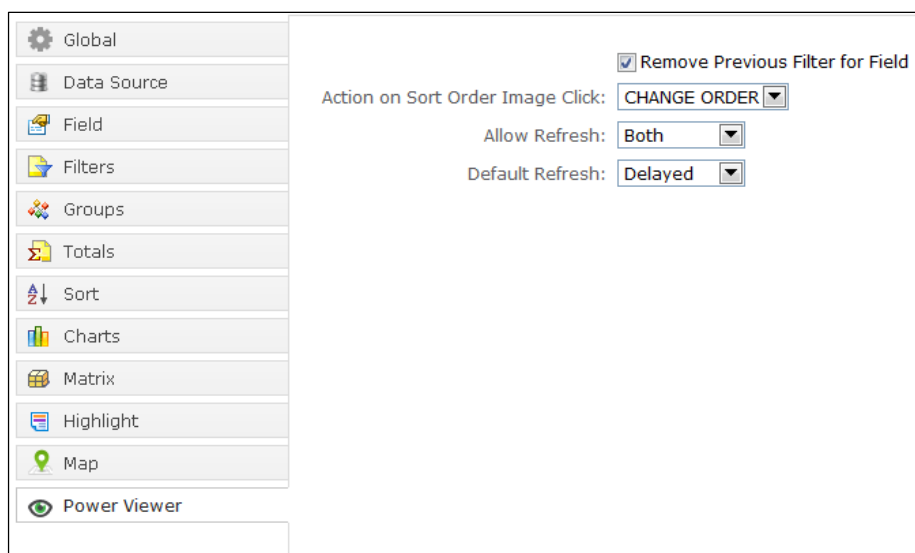 Global
Data Source
Field
Filters
Groups
Totals
Sort
Charts
Matrix
Highlight
Map
Power Viewer
Remove Previous Filter for Field
Action on Sort Order Image Click: CHANGE ORDER
Allow Refresh: Both
Default Refresh: Delayed